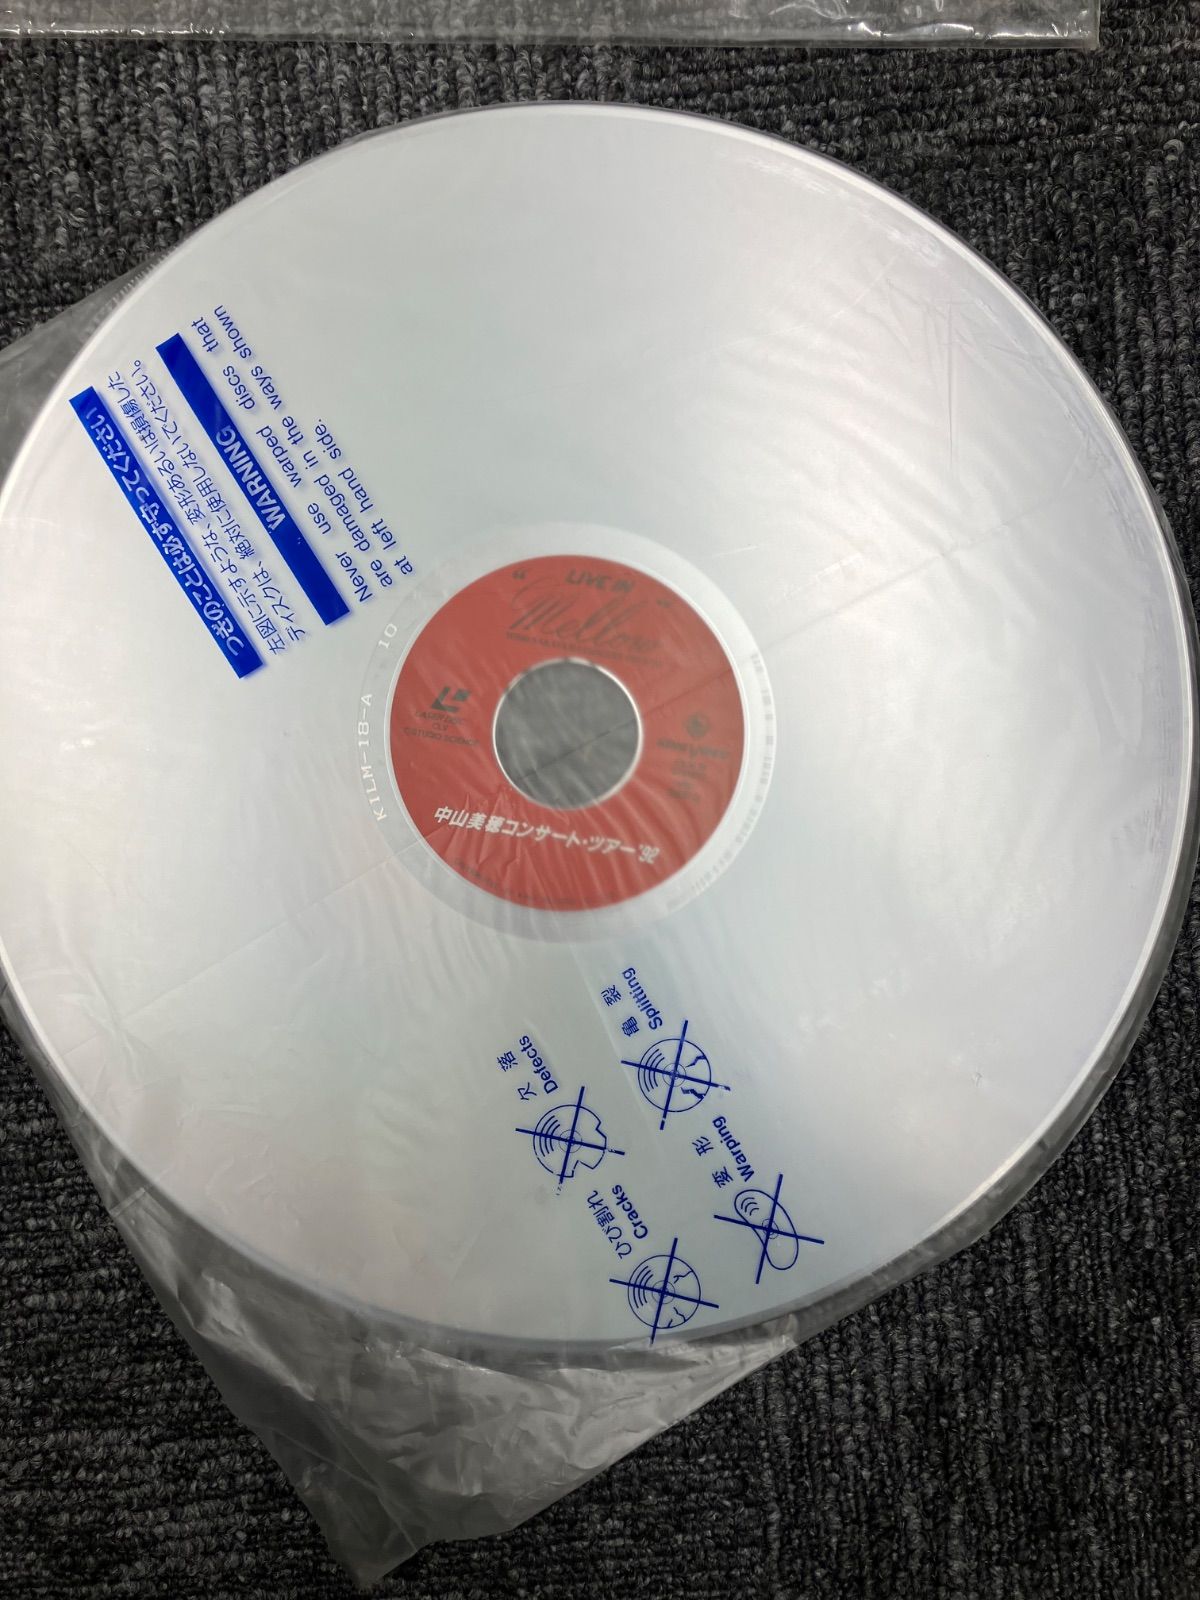 つぎのことは必ず守ってください
左図に示すような、変形あるいは損傷した
ディスクは、絶対に使用しないでください。
WARNING
Never use warped discs that
are damaged in the ways shown
at left hand side.
KILM-18-A 10
"LIVE IN
Mellow"
LASER DISC
CLV
中山美穂コンサート・ツアー'92
亀裂
Splitting
欠落
Defects
変形
Warping
ひび割れ
Cracks